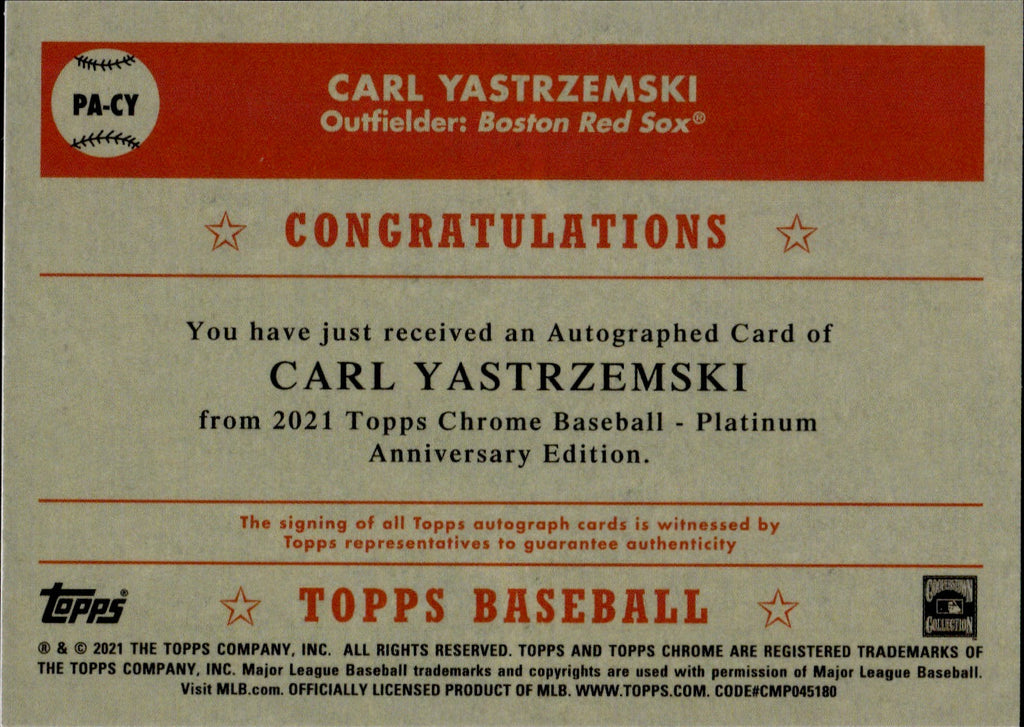 PA-CY
CARL YASTRZEMSKI
Outfielder: Boston Red Sox®
CONGRATULATIONS
You have just received an Autographed Card of
CARL YASTRZEMSKI
from 2021 Topps Chrome Baseball - Platinum
Anniversary Edition.
The signing of all Topps autograph cards is witnessed by
Topps representatives to guarantee authenticity
topps®
TOPPS BASEBALL
COOPERSTOWN
COLLECTION
® & © 2021 THE TOPPS COMPANY, INC. ALL RIGHTS RESERVED. TOPPS AND TOPPS CHROME ARE REGISTERED TRADEMARKS OF
THE TOPPS COMPANY, INC. Major League Baseball trademarks and copyrights are used with permission of Major League Baseball.
Visit MLB.com. OFFICIALLY LICENSED PRODUCT OF MLB. WWW.TOPPS.COM. CODE#CMP045180